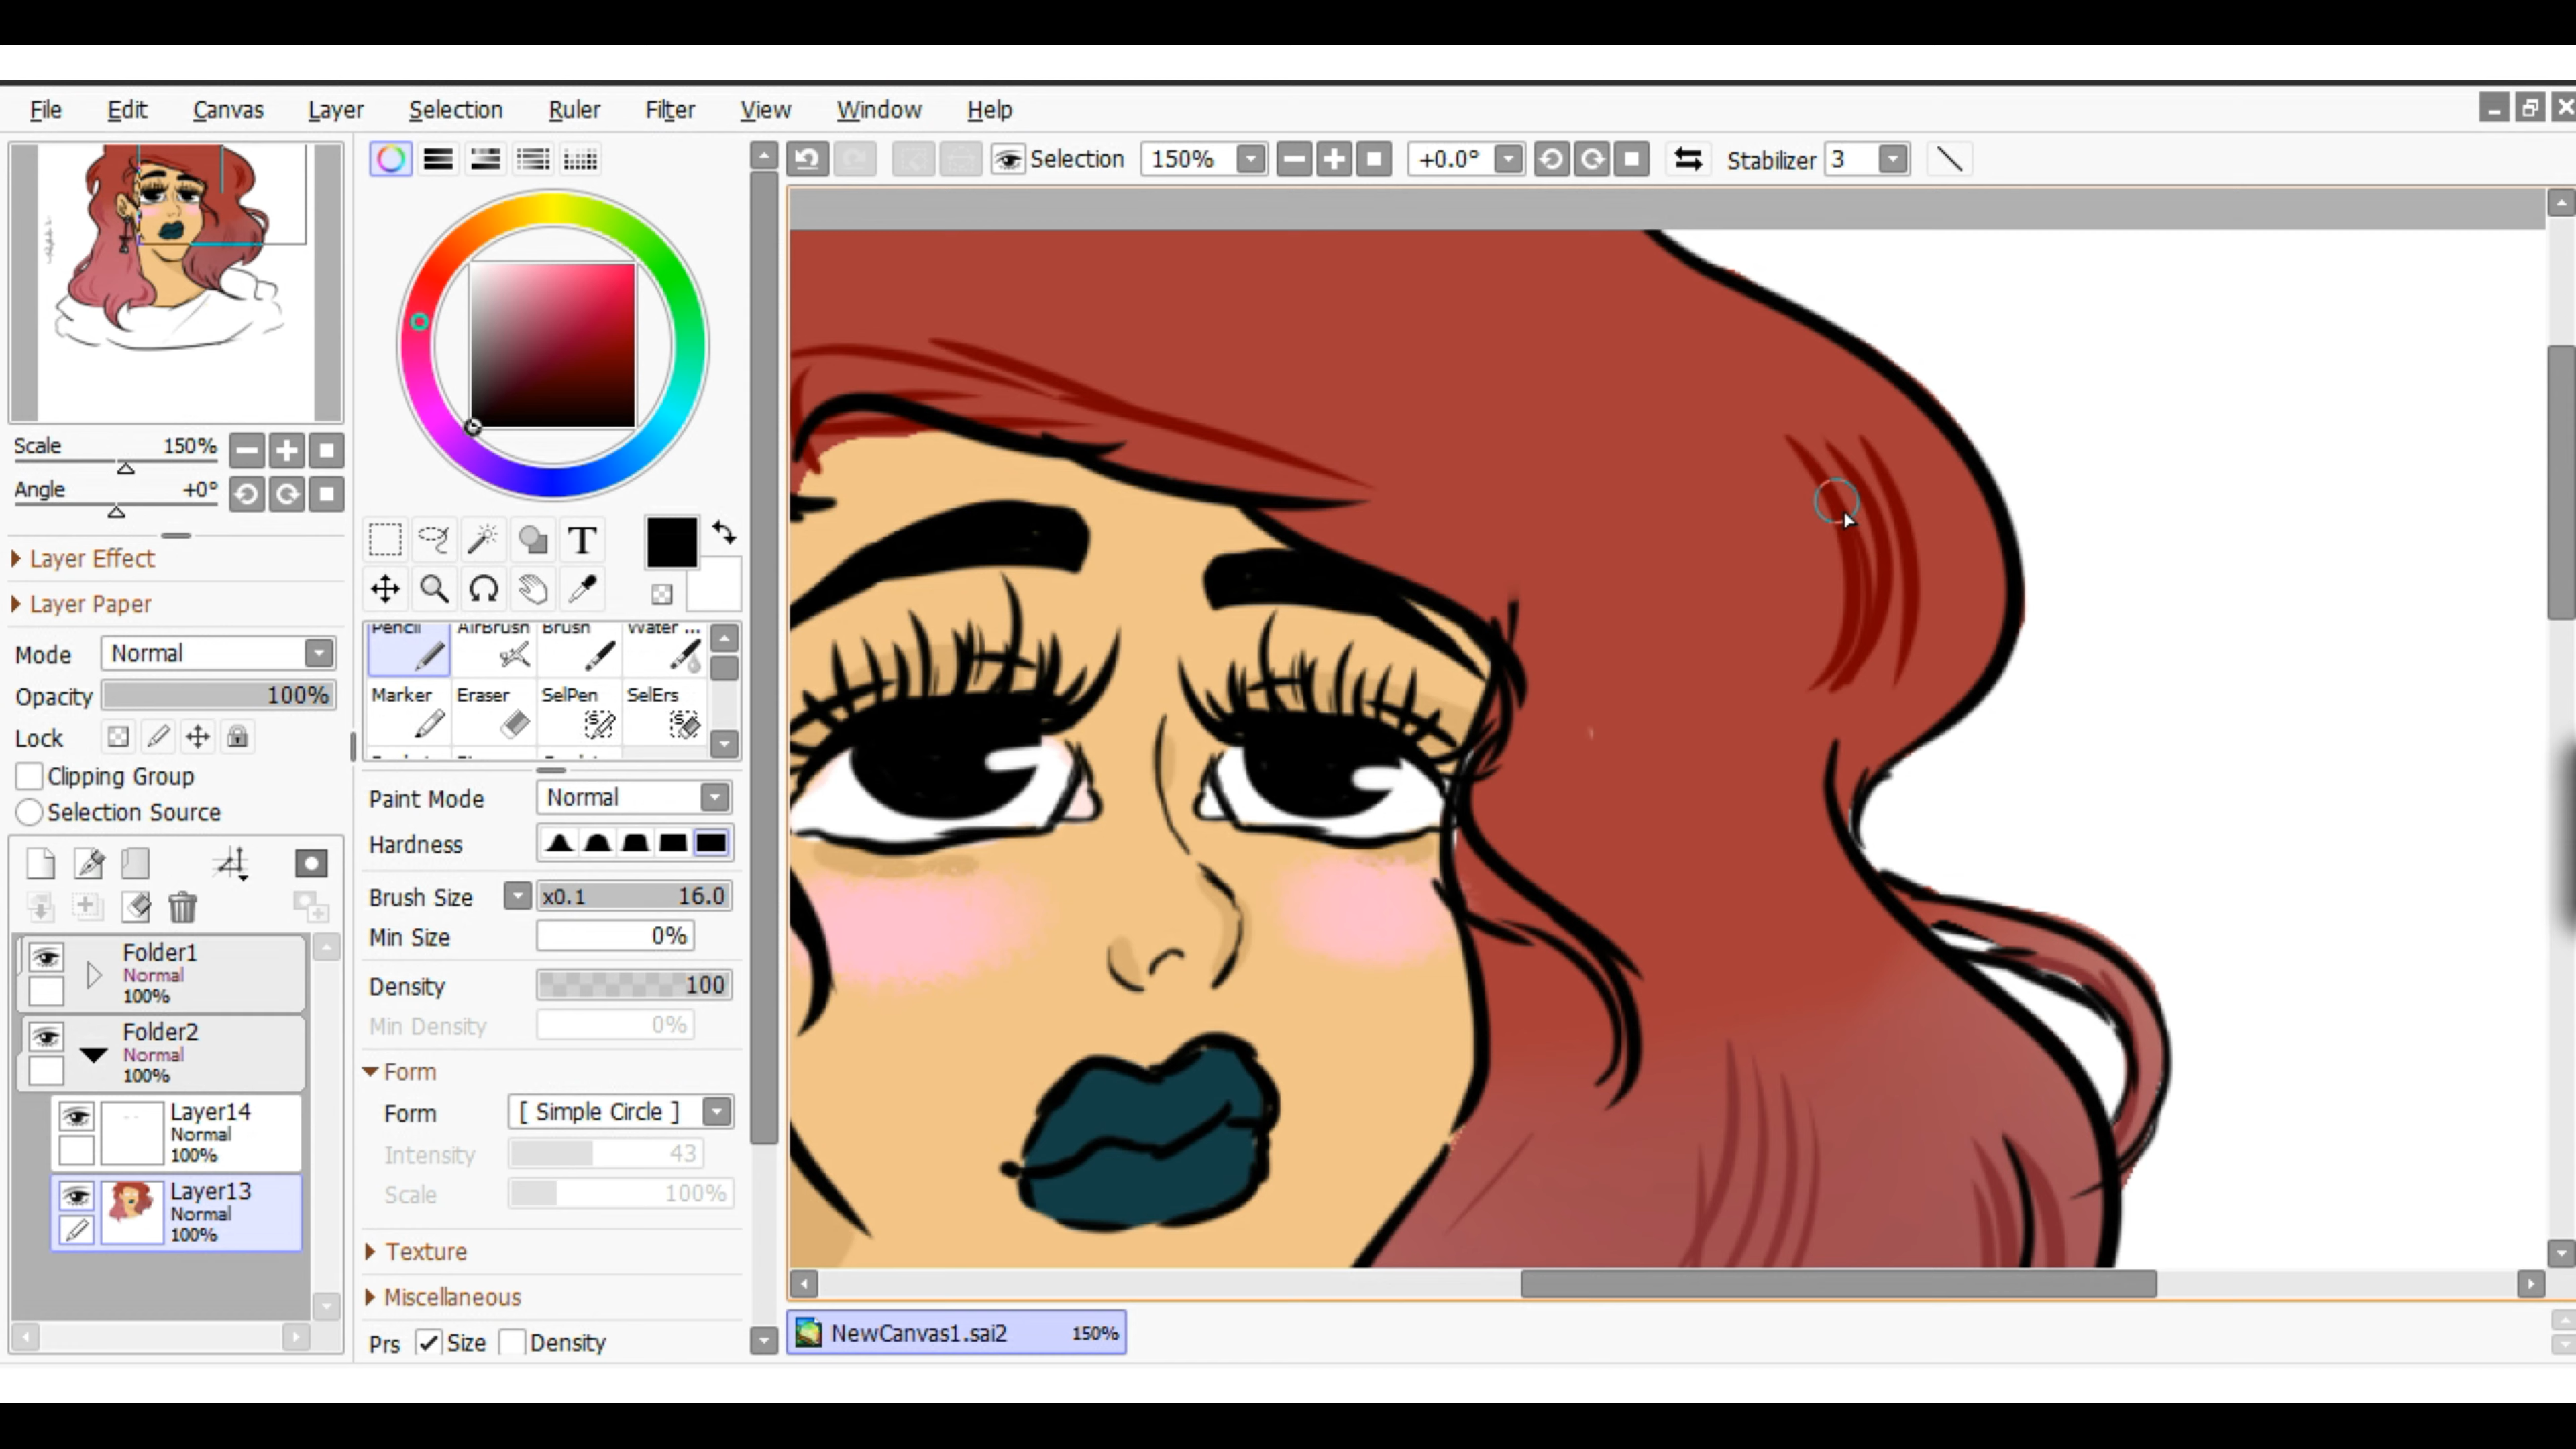 File Edit Canvas Layer Selection Ruler Filter View Window Help
Selection 150% +0.0° Stabilizer 3
Scale 150%
Angle +0°
Layer Effect
Layer Paper
Mode Normal
Opacity 100%
Lock
Clipping Group
Selection Source
Folder1
Normal
100%
Folder2
Normal
100%
Layer14
Normal
100%
Layer13
Normal
100%
T
Pencil AirBrush Brush Water ...
Marker Eraser SelPen SelErs
Paint Mode Normal
Hardness
Brush Size x0.1 16.0
Min Size 0%
Density 100
Min Density 0%
Form
Form [ Simple Circle ]
Intensity 43
Scale 100%
Texture
Miscellaneous
Prs Size Density
NewCanvas1.sai2 150%